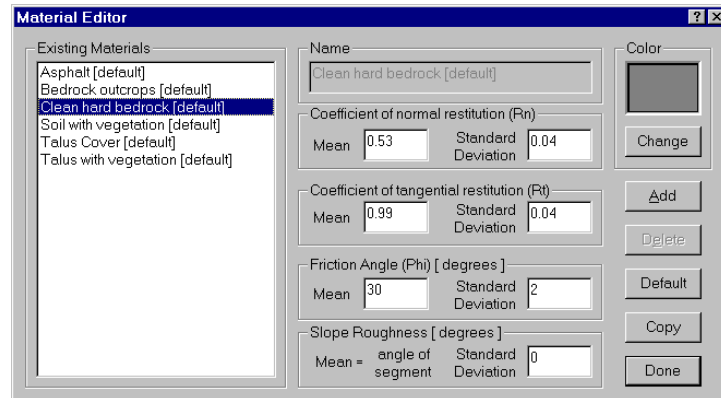 Material Editor
Existing Materials
Asphalt [default]
Bedrock outcrops [default]
Clean hard bedrock [default]
Soil with vegetation [default]
Talus Cover [default]
Talus with vegetation [default]
Name
Clean hard bedrock [default]
Coefficient of normal restitution (Rn)
Mean 0.53 Standard Deviation 0.04
Coefficient of tangential restitution (Rt)
Mean 0.99 Standard Deviation 0.04
Friction Angle (Phi) [ degrees ]
Mean 30 Standard Deviation 2
Slope Roughness [ degrees ]
Mean = angle of segment Standard Deviation 0
Color
Change
Add
Delete
Default
Copy
Done